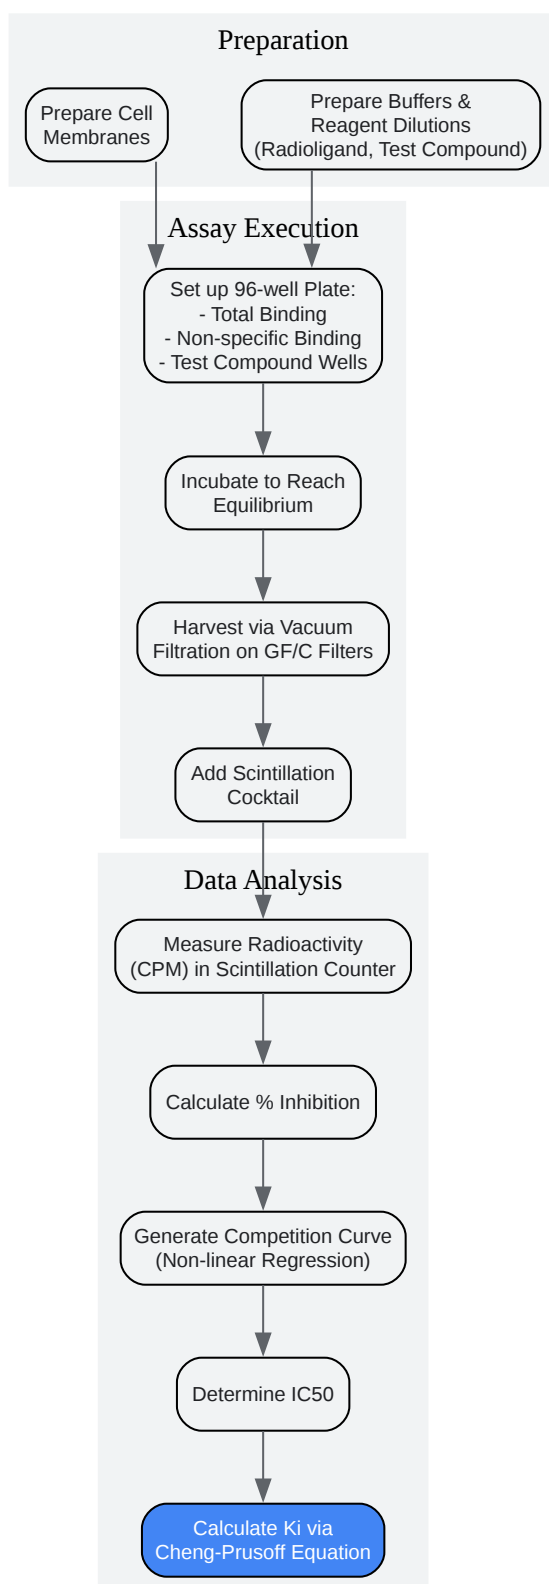 Preparation
Prepare Cell
Membranes
Prepare Buffers &
Reagent Dilutions
(Radioligand, Test Compound)
Assay Execution
Set up 96-well Plate:
- Total Binding
- Non-specific Binding
- Test Compound Wells
Incubate to Reach
Equilibrium
Harvest via Vacuum
Filtration on GF/C Filters
Add Scintillation
Cocktail
Data Analysis
Measure Radioactivity
(CPM) in Scintillation Counter
Calculate % Inhibition
Generate Competition Curve
(Non-linear Regression)
Determine IC50
Calculate Ki via
Cheng-Prusoff Equation